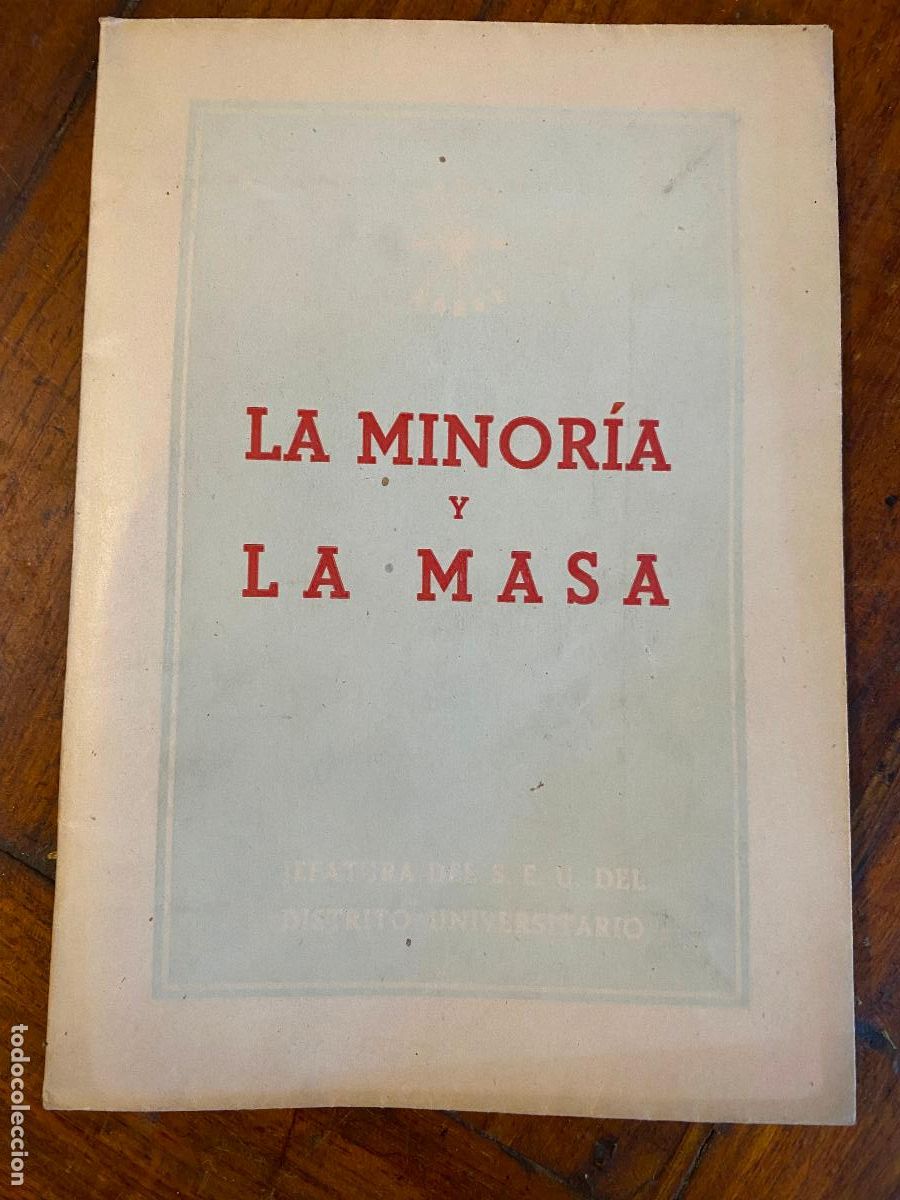 LA MINORÍA
Y
LA MASA
JEFATURA DEL S. E. U. DEL
DISTRITO UNIVERSITARIO
todocoleccion